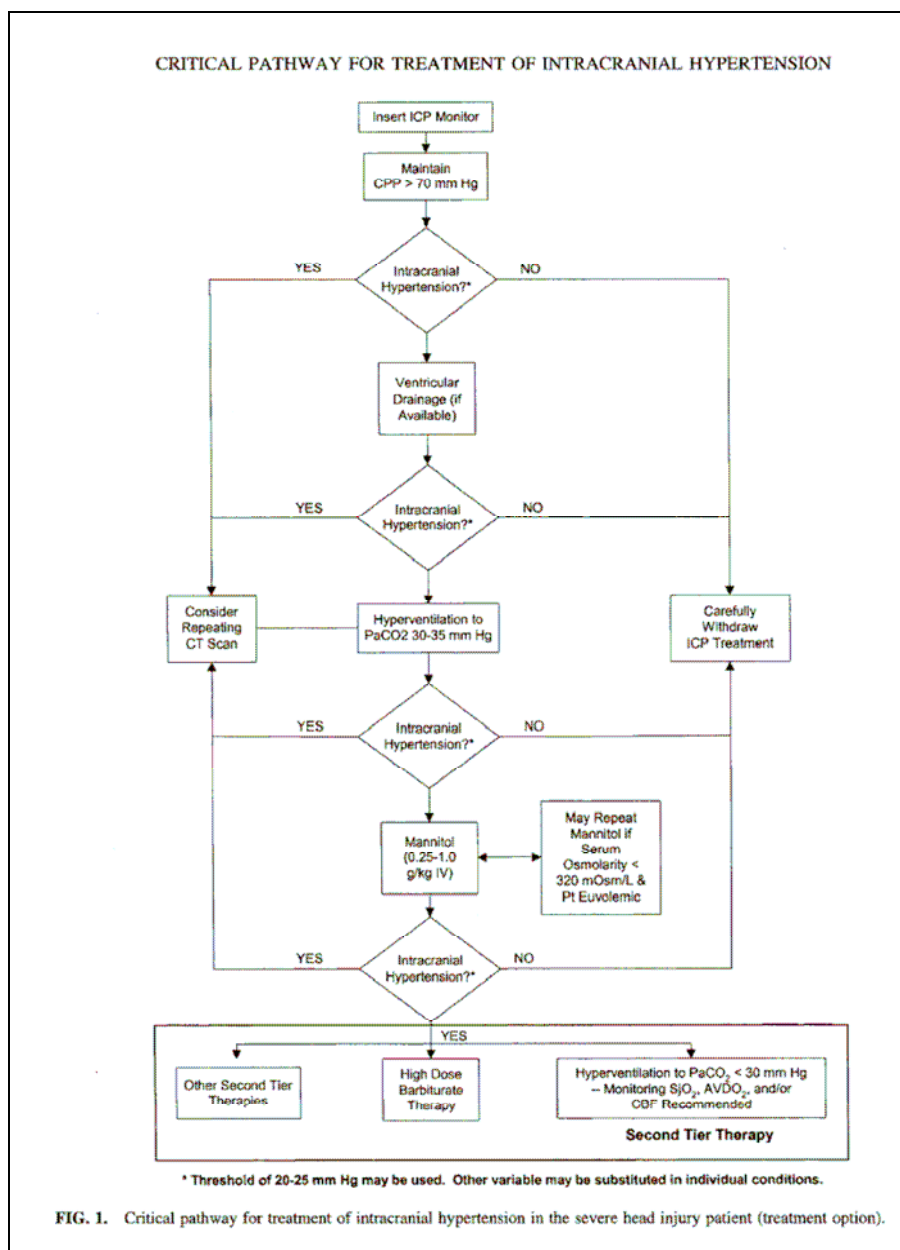 CRITICAL PATHWAY FOR TREATMENT OF INTRACRANIAL HYPERTENSION
Insert ICP Monitor
Maintain
CPP > 70 mm Hg
YES
Intracranial
Hypertension?*
NO
Ventricular
Drainage (if
Available)
YES
Intracranial
Hypertension?*
NO
Consider
Repeating
CT Scan
Hyperventilation to
PaCO2 30-35 mm Hg
Carefully
Withdraw
ICP Treatment
YES
Intracranial
Hypertension?*
NO
Mannitol
(0.25-1.0
g/kg IV)
May Repeat
Mannitol if
Serum
Osmolarity <
320 mOsm/L &
Pt Euvolemic
YES
Intracranial
Hypertension?*
NO
YES
Other Second Tier
Therapies
High Dose
Barbiturate
Therapy
Hyperventilation to PaCO₂ < 30 mm Hg
– Monitoring SjO₂, AVDO₂, and/or
CBF Recommended
Second Tier Therapy
* Threshold of 20-25 mm Hg may be used. Other variable may be substituted in individual conditions.
FIG. 1. Critical pathway for treatment of intracranial hypertension in the severe head injury patient (treatment option).